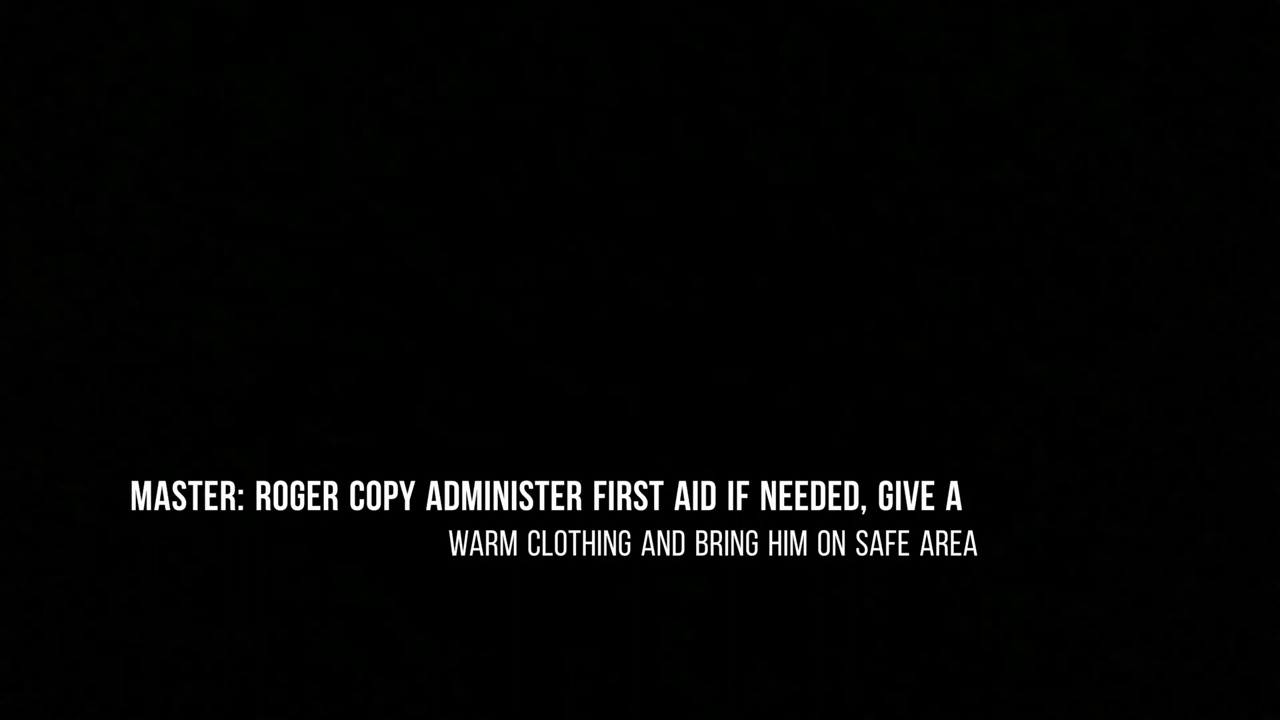 MASTER: ROGER COPY ADMINISTER FIRST AID IF NEEDED, GIVE A
WARM CLOTHING AND BRING HIM ON SAFE AREA